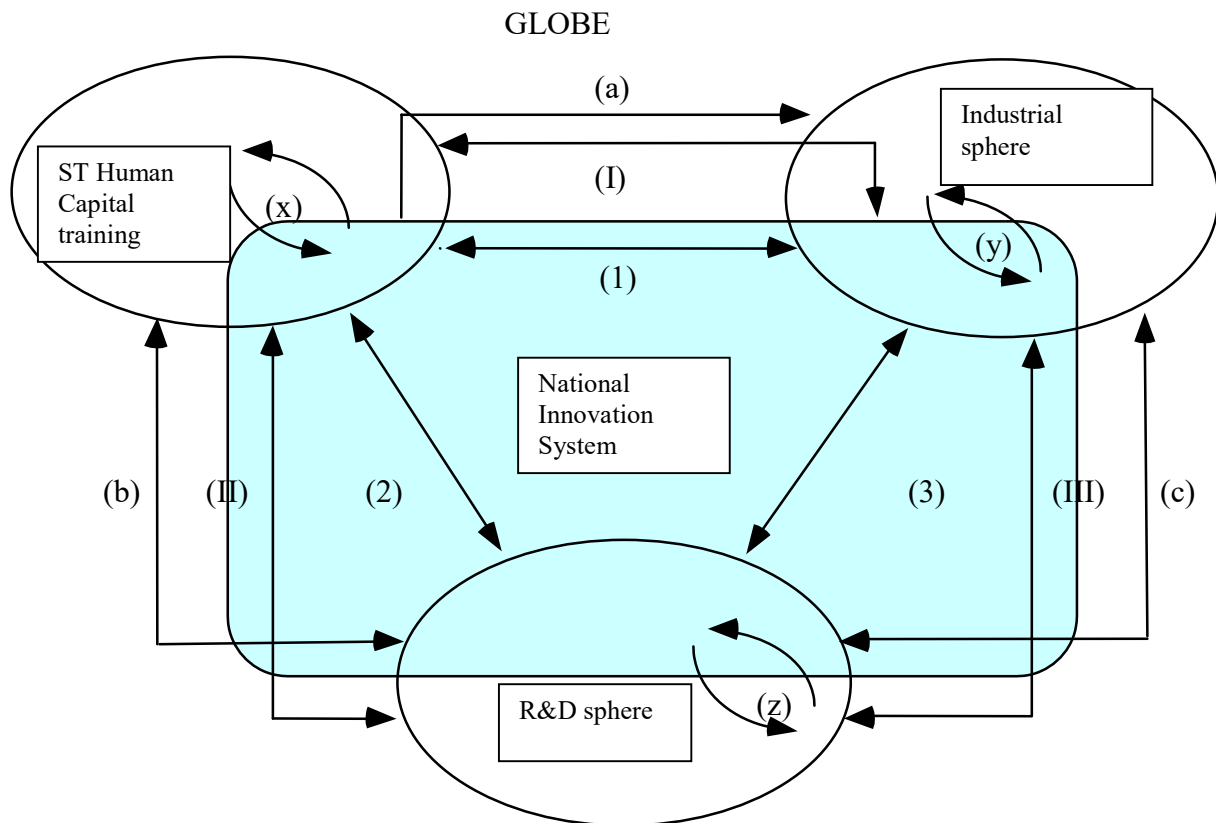 GLOBE
(a)
Industrial
sphere
ST Human
Capital
training
(I)
(x)
(y)
(1)
National
Innovation
System
(b)
(II)
(2)
(3)
(III)
(c)
R&D sphere
(z)